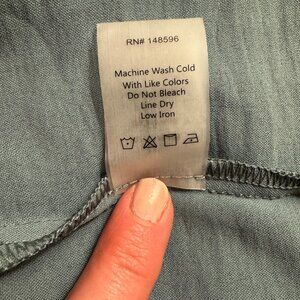 RN# 148596
Machine Wash Cold
With Like Colors
Do Not Bleach
Line Dry
Low Iron